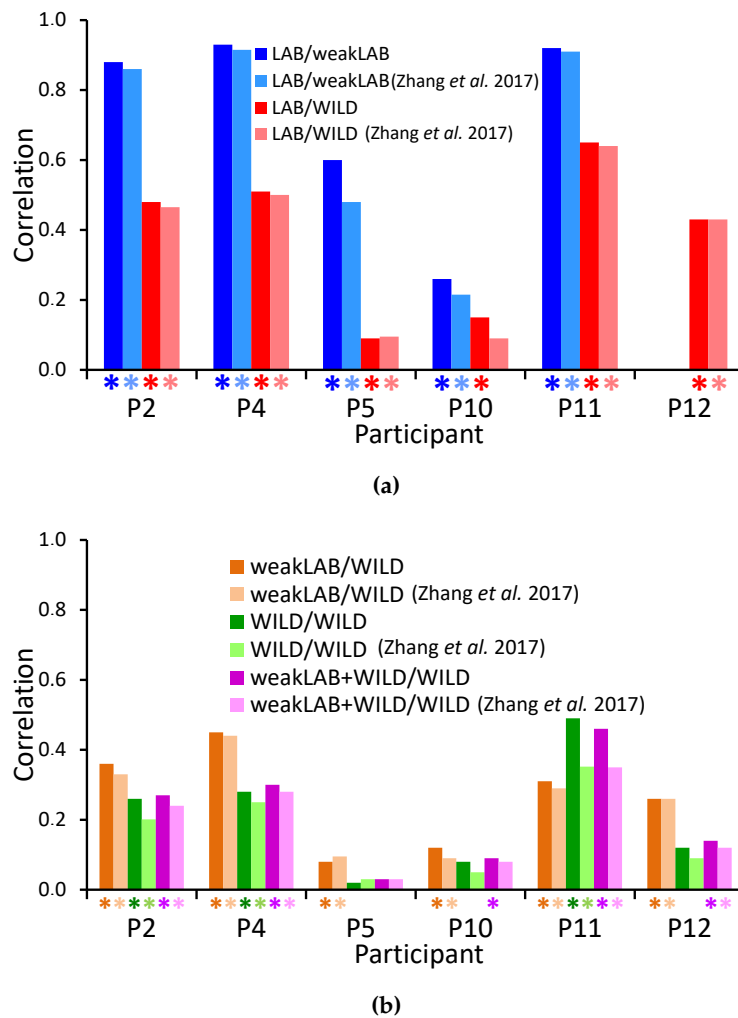 1.0
0.8
0.6
0.4
0.2
0.0
Correlation
LAB/weakLAB
LAB/weakLAB(Zhang et al. 2017)
LAB/WILD
LAB/WILD (Zhang et al. 2017)
* * * * * * * * * * * * * * * * * * * * *
P2 P4 P5 P10 P11 P12
Participant
(a)
1.0
0.8
0.6
0.4
0.2
0.0
Correlation
weakLAB/WILD
weakLAB/WILD (Zhang et al. 2017)
WILD/WILD
WILD/WILD (Zhang et al. 2017)
weakLAB+WILD/WILD
weakLAB+WILD/WILD (Zhang et al. 2017)
* * * * * * * * * * * * * * * * * * * * * * * * * * *
P2 P4 P5 P10 P11 P12
Participant
(b)